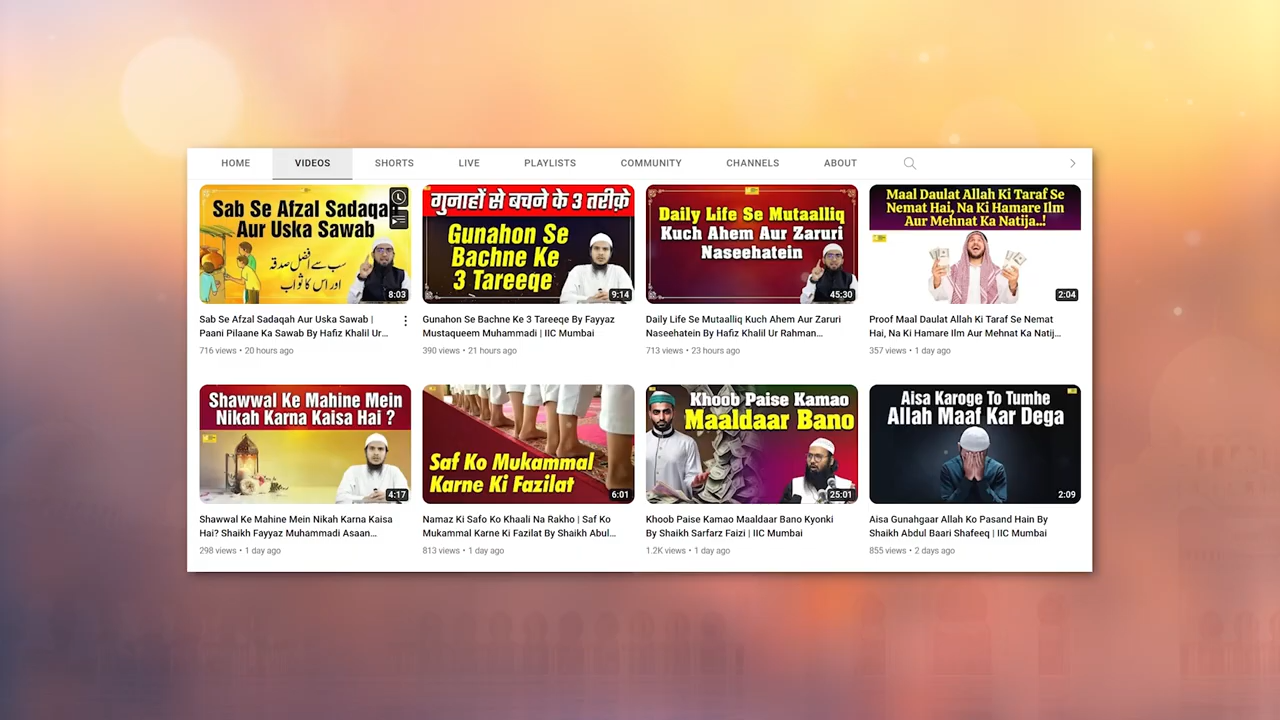 HOME VIDEOS SHORTS LIVE PLAYLISTS COMMUNITY CHANNELS ABOUT
Sab Se Afzal Sadaqa
Aur Uska Sawab
سب سے افضل صدقہ
اور اس کا ثواب
8:03
Sab Se Afzal Sadaqah Aur Uska Sawab |
Paani Pilaane Ka Sawab By Hafiz Khalil Ur...
716 views • 20 hours ago
गुनाहों से बचने के 3 तरीक़े
Gunahon Se
Bachne Ke
3 Tareeqe
9:14
Gunahon Se Bachne Ke 3 Tareeqe By Fayyaz
Mustaqueem Muhammadi | IIC Mumbai
390 views • 21 hours ago
Daily Life Se Mutaalliq
Kuch Ahem Aur Zaruri
Naseehatein
45:30
Daily Life Se Mutaalliq Kuch Ahem Aur Zaruri
Naseehatein By Hafiz Khalil Ur Rahman...
713 views • 23 hours ago
Maal Daulat Allah Ki Taraf Se
Nemat Hai, Na Ki Hamare Ilm
Aur Mehnat Ka Natija..!
2:04
Proof Maal Daulat Allah Ki Taraf Se Nemat
Hai, Na Ki Hamare Ilm Aur Mehnat Ka Natij...
357 views • 1 day ago
Shawwal Ke Mahine Mein
Nikah Karna Kaisa Hai ?
4:17
Shawwal Ke Mahine Mein Nikah Karna Kaisa
Hai? Shaikh Fayyaz Muhammadi Asaan...
298 views • 1 day ago
Saf Ko Mukammal
Karne Ki Fazilat
6:01
Namaz Ki Safo Ko Khaali Na Rakho | Saf Ko
Mukammal Karne Ki Fazilat By Shaikh Abul...
813 views • 1 day ago
Khoob Paise Kamao
Maaldaar Bano
25:01
Khoob Paise Kamao Maaldaar Bano Kyonki
By Shaikh Sarfarz Faizi | IIC Mumbai
1.2K views • 1 day ago
Aisa Karoge To Tumhe
Allah Maaf Kar Dega
2:09
Aisa Gunahgaar Allah Ko Pasand Hain By
Shaikh Abdul Baari Shafeeq | IIC Mumbai
855 views • 2 days ago